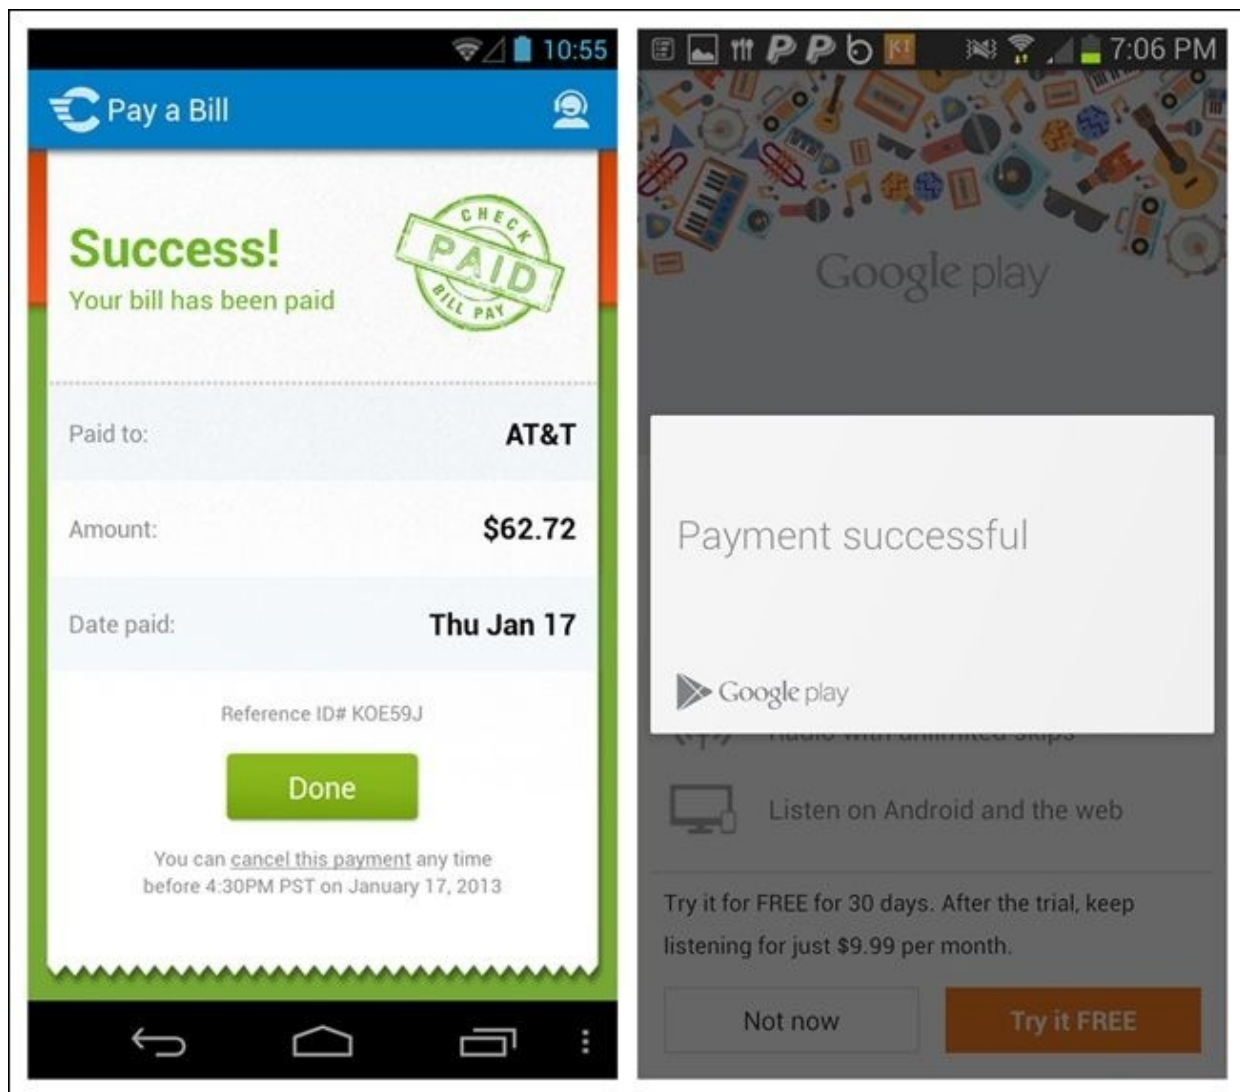 10:55
Pay a Bill
Success!
Your bill has been paid
CHECK
PAID
BILL PAY
Paid to:
AT&T
Amount:
$62.72
Date paid:
Thu Jan 17
Reference ID# KOE59J
Done
You can cancel this payment any time
before 4:30PM PST on January 17, 2013
7:06 PM
Google play
Payment successful
Google play
Radio with unlimited skips
Listen on Android and the web
Try it for FREE for 30 days. After the trial, keep
listening for just $9.99 per month.
Not now
Try it FREE